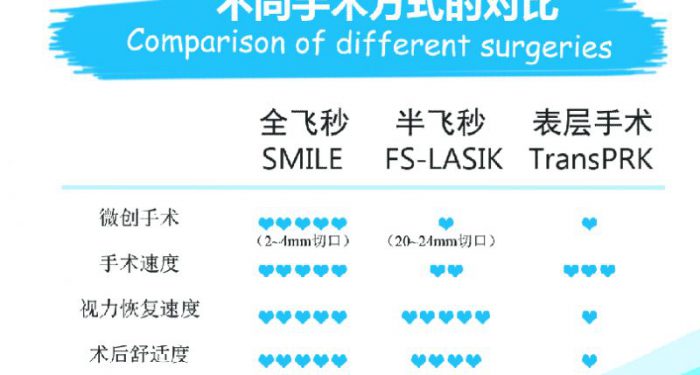 不同手术方式的对比
Comparison of different surgeries
全飞秒 半飞秒 表层手术
SMILE FS-LASIK TransPRK
微创手术 ♥♥♥♥♥ ♥ ♥
(2~4mm切口) (20~24mm切口)
手术速度 ♥♥♥♥♥ ♥♥ ♥♥♥
视力恢复速度 ♥♥♥♥♥ ♥♥♥♥♥ ♥
术后舒适度 ♥♥♥♥♥ ♥♥♥♥ ♥